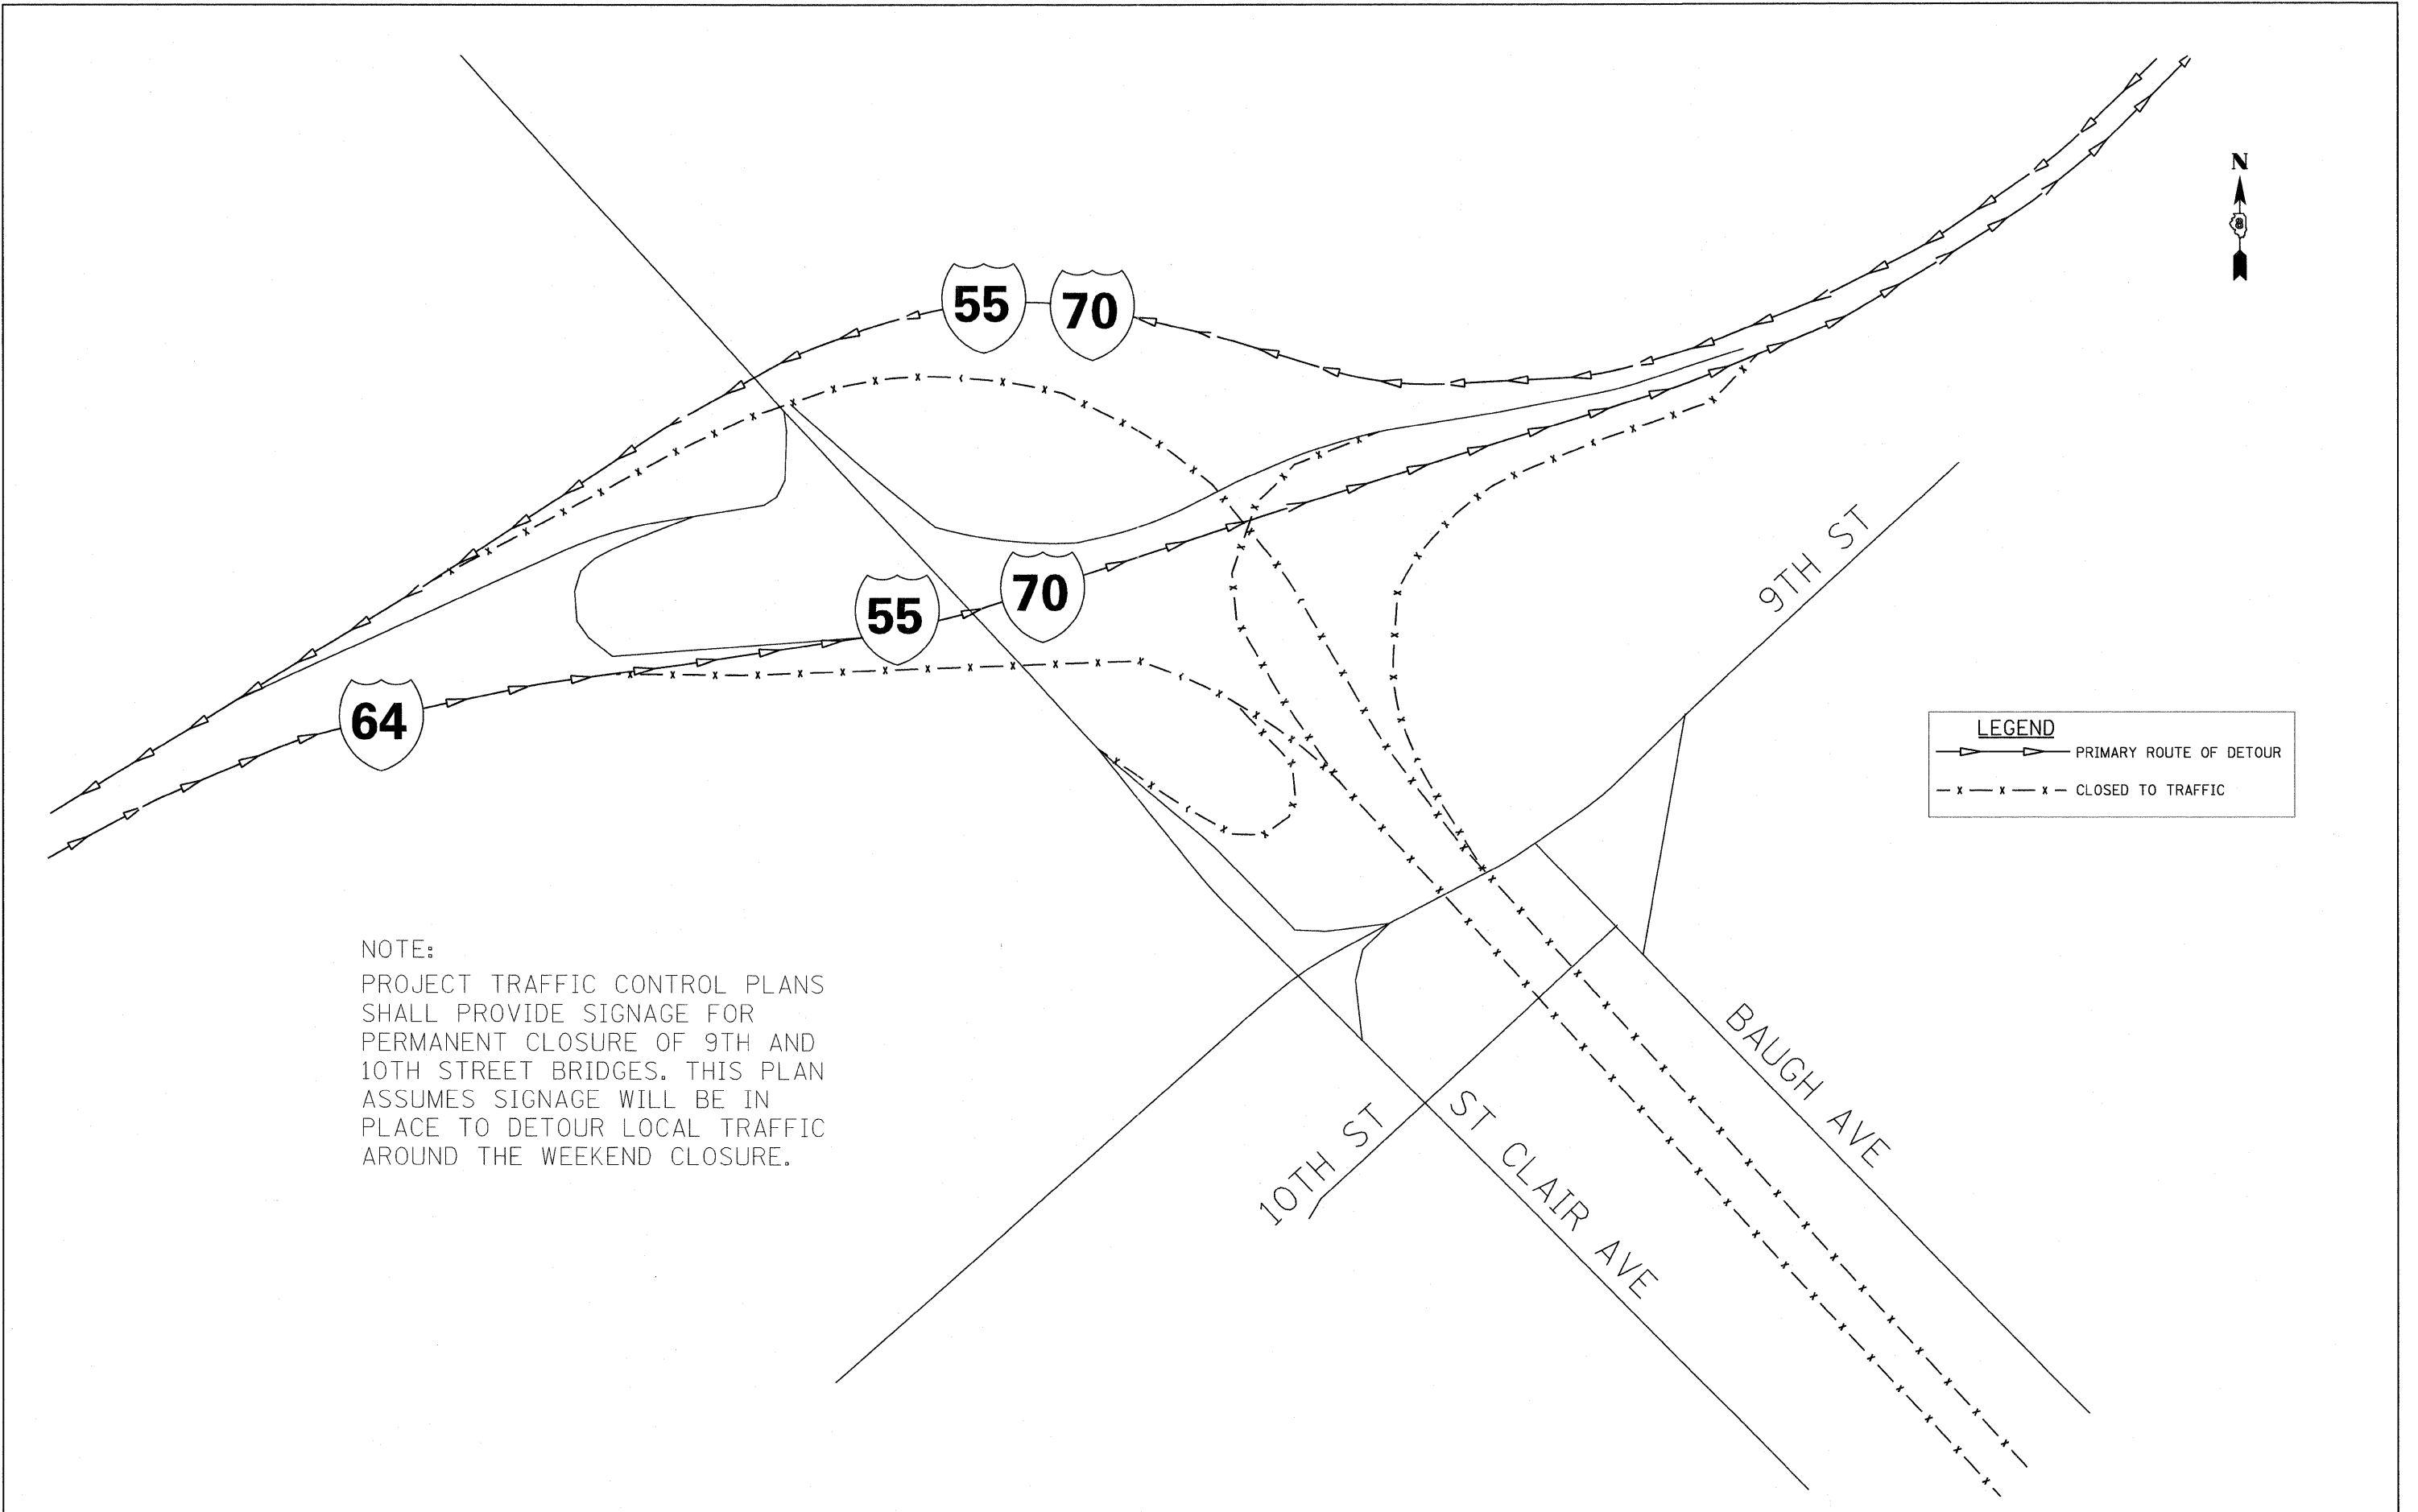 N
55
70
9TH ST
55
70
64
LEGEND
PRIMARY ROUTE OF DETOUR
CLOSED TO TRAFFIC
NOTE:
PROJECT TRAFFIC CONTROL PLANS
SHALL PROVIDE SIGNAGE FOR
PERMANENT CLOSURE OF 9TH AND
10TH STREET BRIDGES. THIS PLAN
ASSUMES SIGNAGE WILL BE IN
PLACE TO DETOUR LOCAL TRAFFIC
AROUND THE WEEKEND CLOSURE.
10TH ST
ST CLAIR AVE
BAUGH AVE